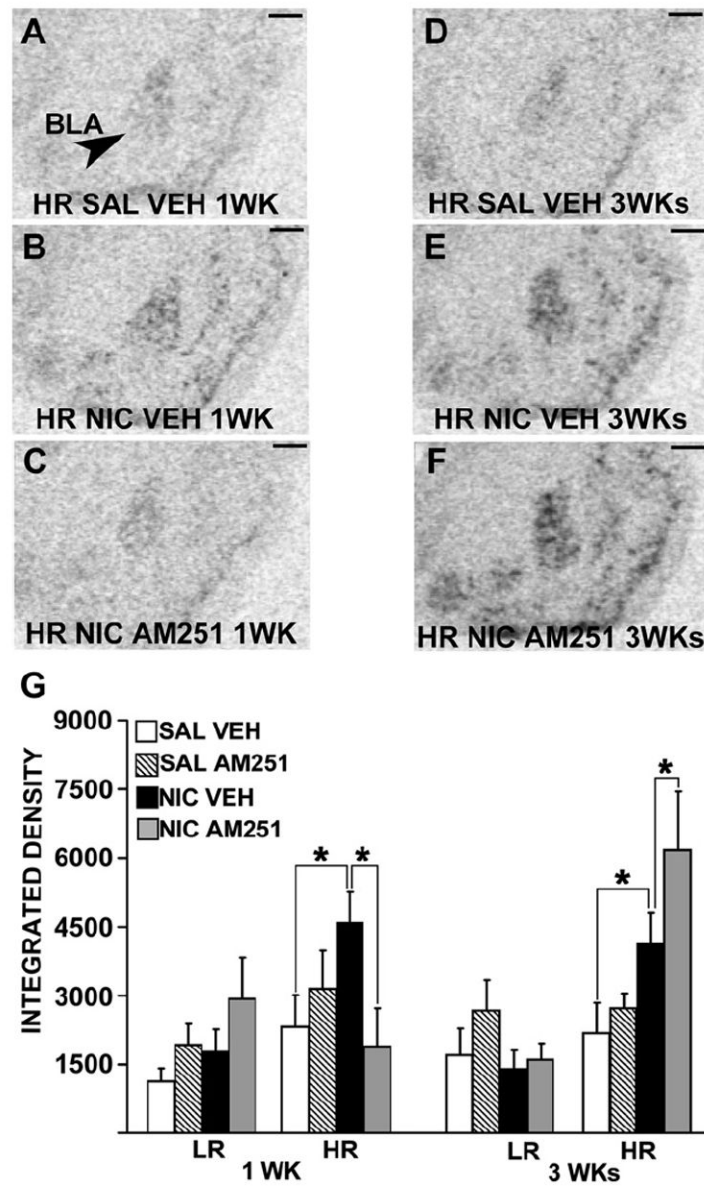 A
BLA
HR SAL VEH 1WK
B
HR NIC VEH 1WK
C
HR NIC AM251 1WK
D
HR SAL VEH 3WKs
E
HR NIC VEH 3WKs
F
HR NIC AM251 3WKs
G
INTEGRATED DENSITY
9000
7500
6000
4500
3000
1500
SAL VEH
SAL AM251
NIC VEH
NIC AM251
* *
* *
LR HR LR HR
1 WK 3 WKs